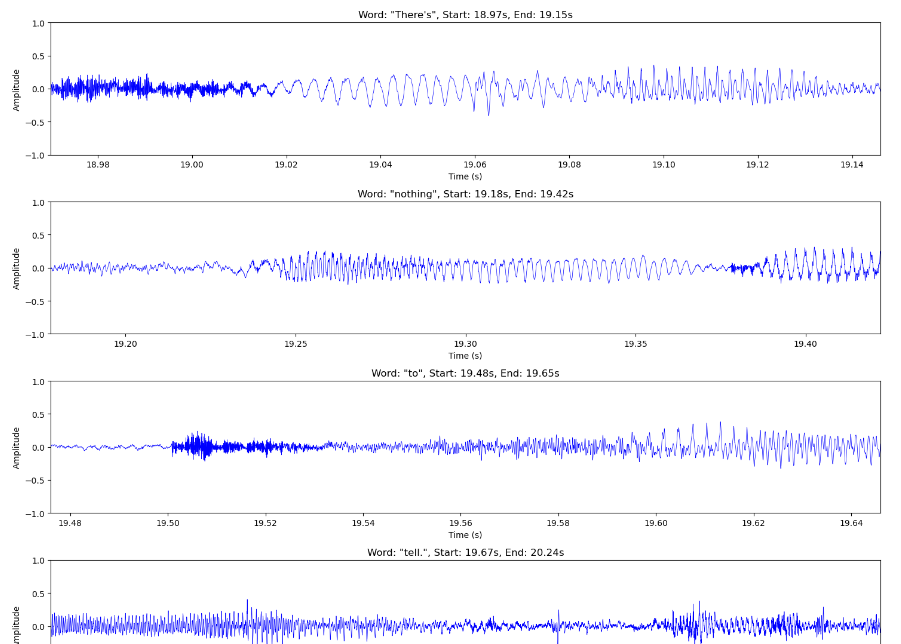 Word: "There's", Start: 18.97s, End: 19.15s
1.0
0.5
0.0
−0.5
−1.0
Amplitude
18.98 19.00 19.02 19.04 19.06 19.08 19.10 19.12 19.14
Time (s)
Word: "nothing", Start: 19.18s, End: 19.42s
1.0
0.5
0.0
−0.5
−1.0
Amplitude
19.20 19.25 19.30 19.35 19.40
Time (s)
Word: "to", Start: 19.48s, End: 19.65s
1.0
0.5
0.0
−0.5
−1.0
Amplitude
19.48 19.50 19.52 19.54 19.56 19.58 19.60 19.62 19.64
Time (s)
Word: "tell.", Start: 19.67s, End: 20.24s
1.0
0.5
0.0
Amplitude